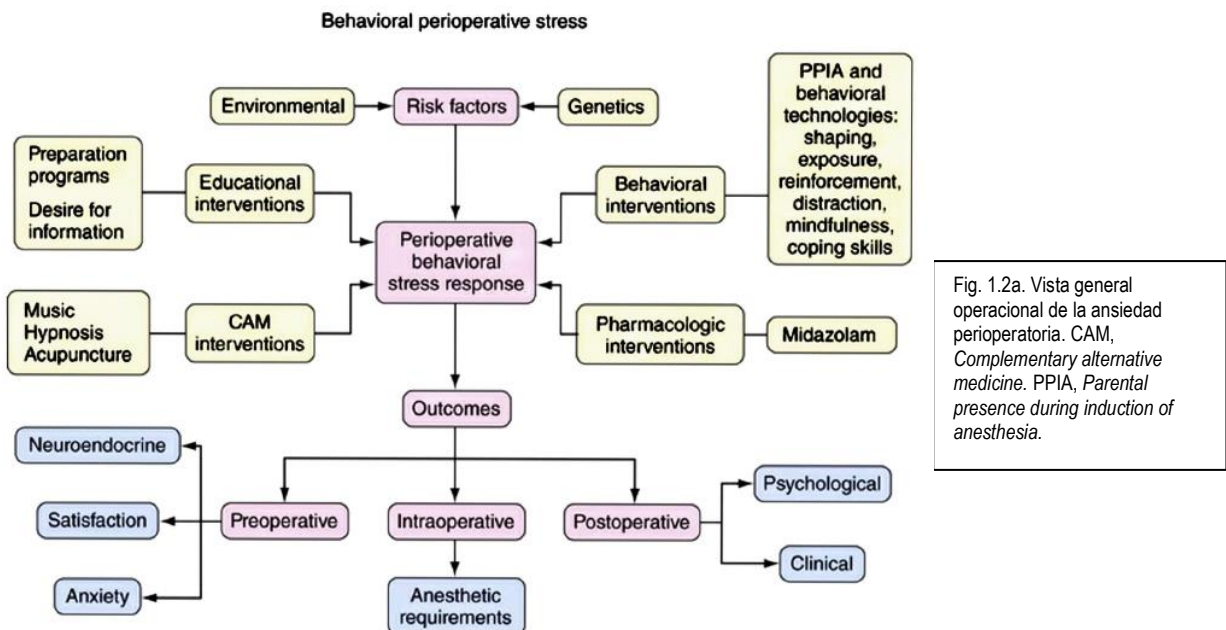 Behavioral perioperative stress
Environmental
Risk factors
Genetics
PPIA and
behavioral
technologies:
shaping,
exposure,
reinforcement,
distraction,
mindfulness,
coping skills
Preparation
programs
Desire for
information
Educational
interventions
Behavioral
interventions
Perioperative
behavioral
stress response
Music
Hypnosis
Acupuncture
CAM
interventions
Pharmacologic
interventions
Midazolam
Outcomes
Neuroendocrine
Satisfaction
Anxiety
Preoperative
Intraoperative
Postoperative
Psychological
Clinical
Anesthetic
requirements
Fig. 1.2a. Vista general
operacional de la ansiedad
perioperatoria. CAM,
Complementary alternative
medicine. PPIA, Parental
presence during induction of
anesthesia.